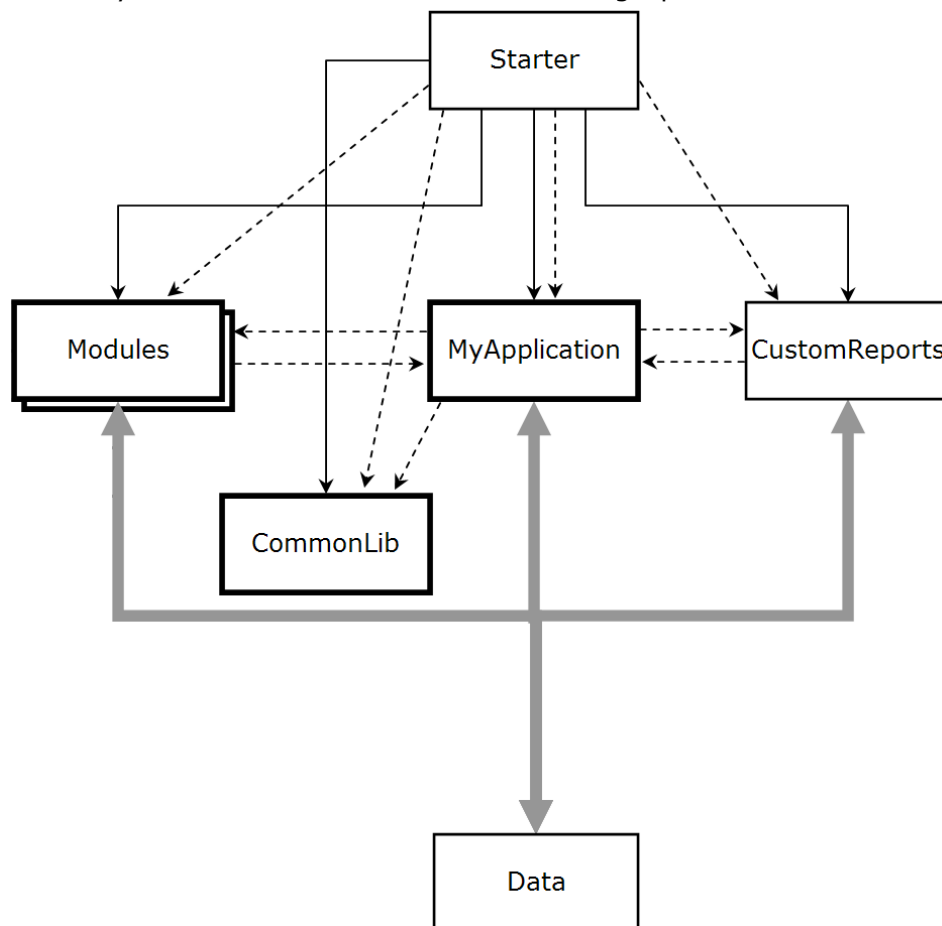 Starter
Modules
MyApplication
CustomReports
CommonLib
Data